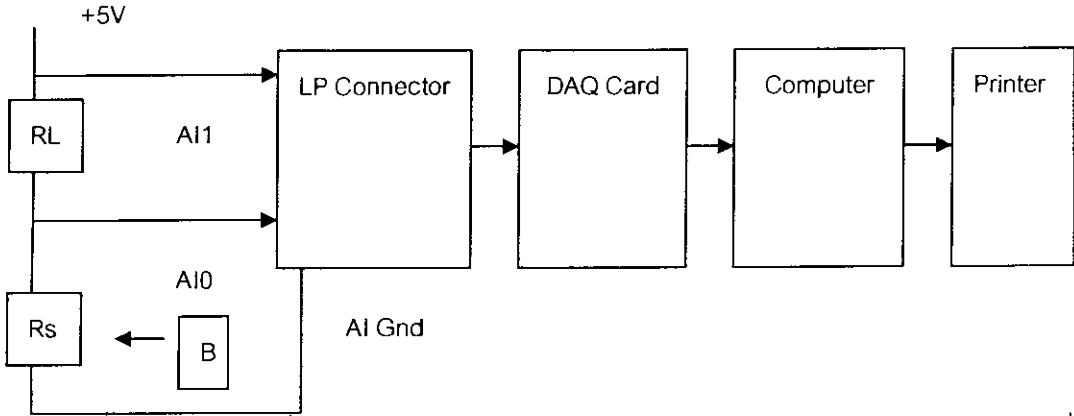 +5V
LP Connector
DAQ Card
Computer
Printer
RL
AI1
AI0
Rs
B
AI Gnd